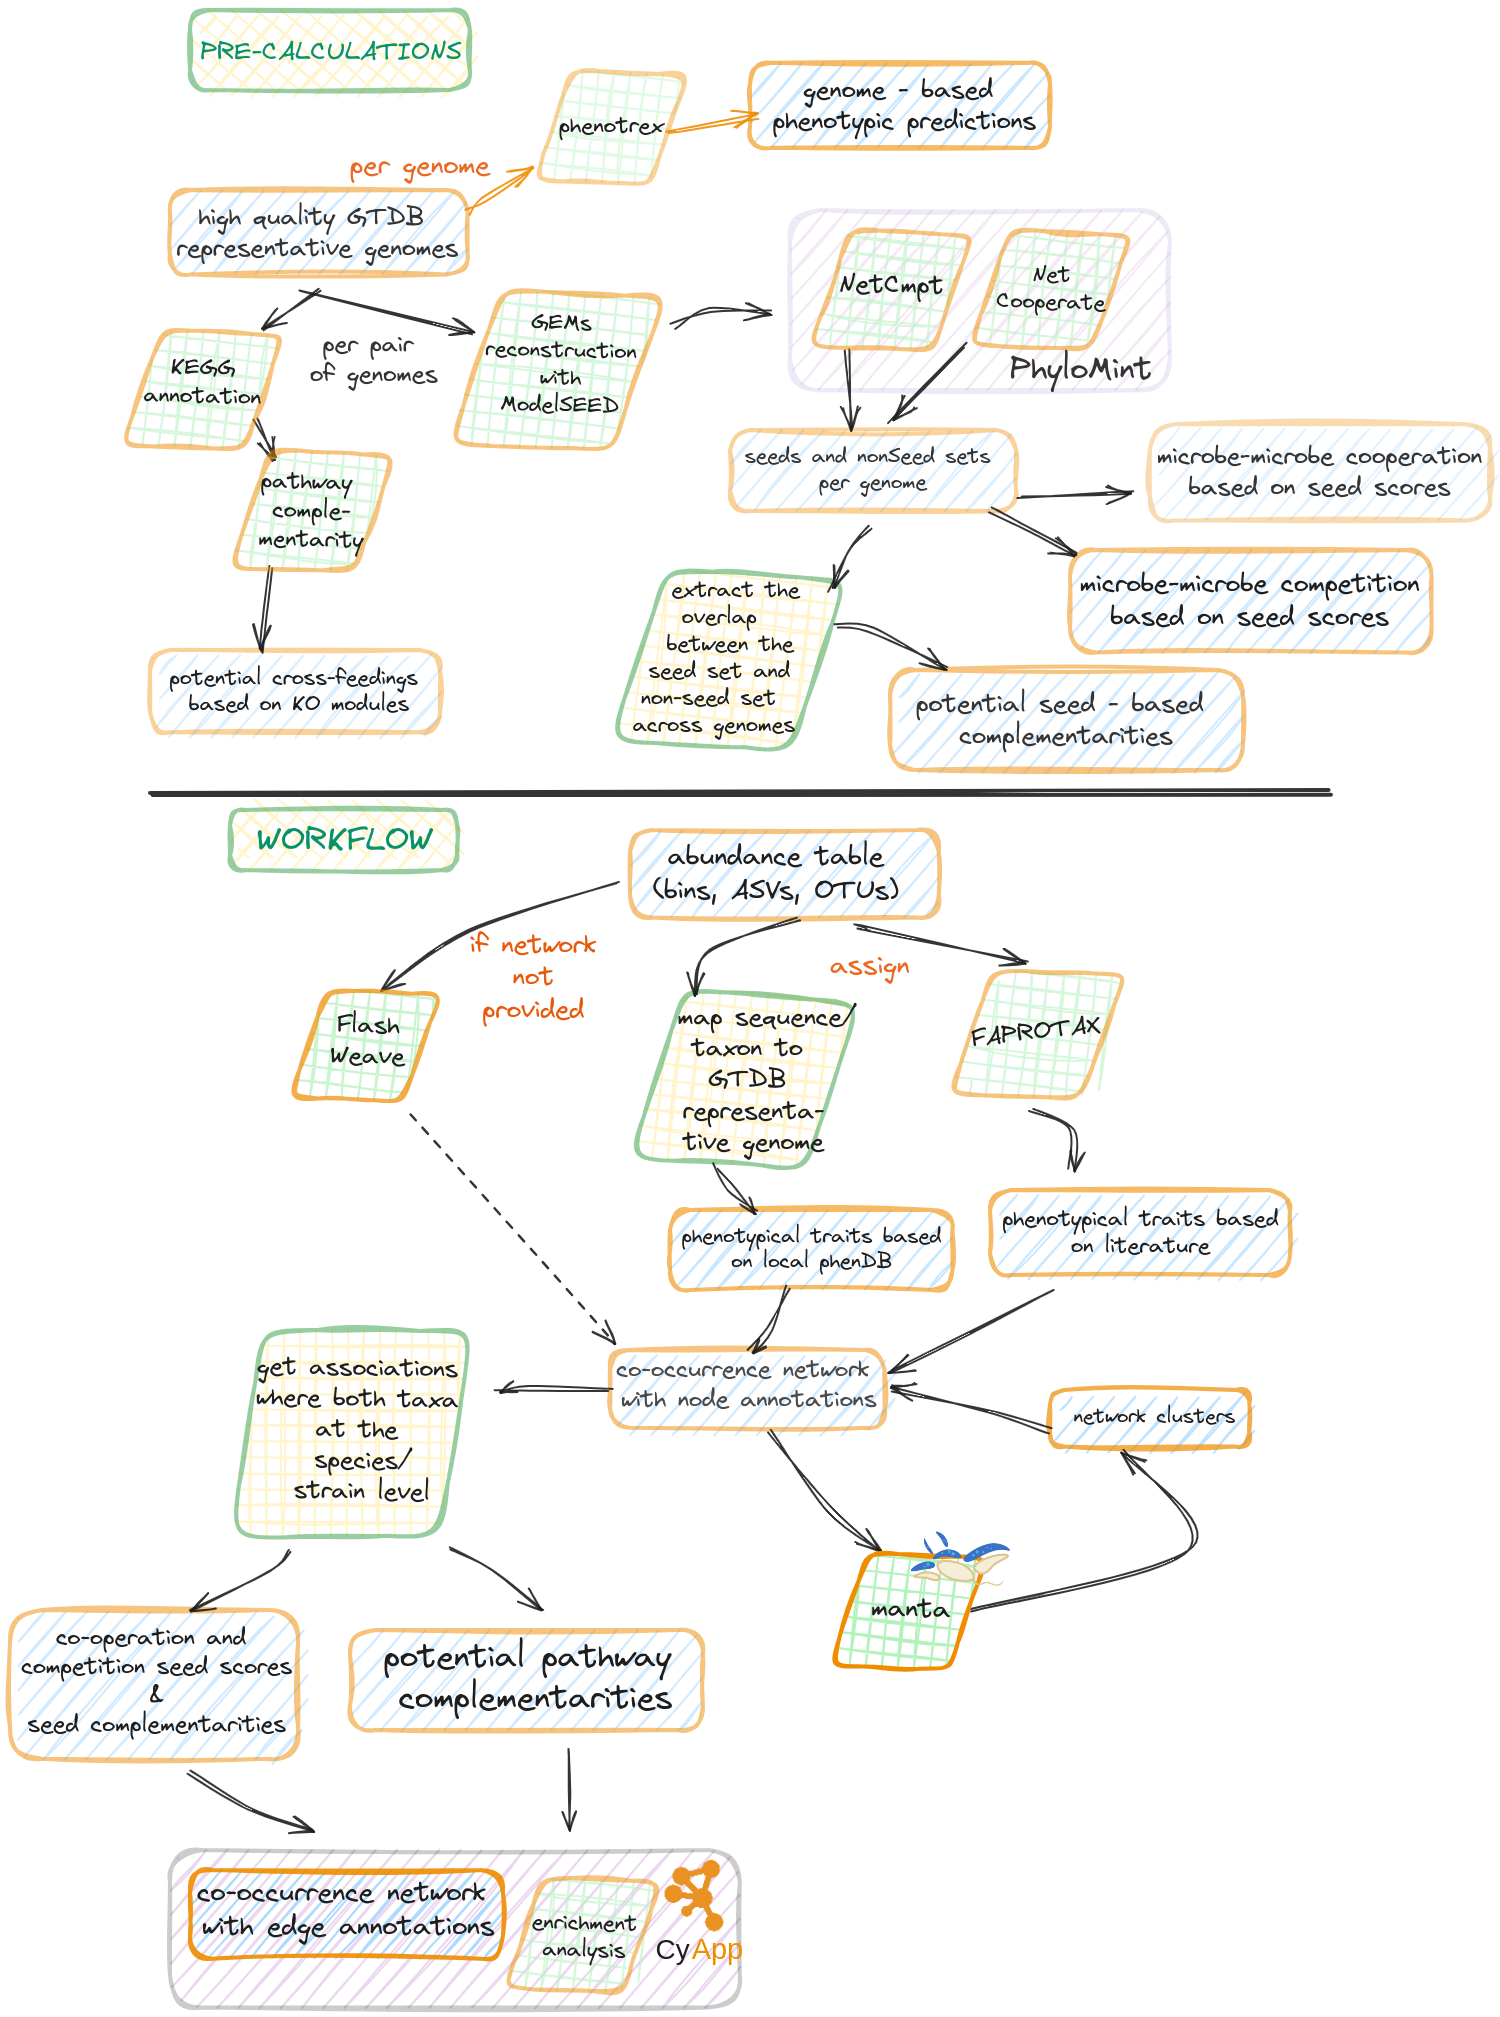 PRE-CALCULATIONS
phenotrex
genome - based
phenotypic predictions
per genome
high quality GTDB
representative genomes
NetCmpt
Net
Cooperate
PhyloMint
KEGG
annotation
per pair
of genomes
GEMs
reconstruction
with
ModelSEED
pathway
comple-
mentarity
seeds and nonSeed sets
per genome
microbe-microbe cooperation
based on seed scores
microbe-microbe competition
based on seed scores
extract the
overlap
between the
seed set and
non-seed set
across genomes
potential cross-feedings
based on KO modules
potential seed - based
complementarities
WORKFLOW
abundance table
(bins, ASVs, OTUs)
if network
not
provided
assign
Flash
Weave
map sequence/
taxon to
GTDB
representa-
tive genome
FAPROTAX
phenotypical traits based
on local phenDB
phenotypical traits based
on literature
get associations
where both taxa
at the
species/
strain level
co-occurrence network
with node annotations
network clusters
manta
co-operation and
competition seed scores
&
seed complementarities
potential pathway
complementarities
co-occurrence network
with edge annotations
enrichment
analysis
CyApp